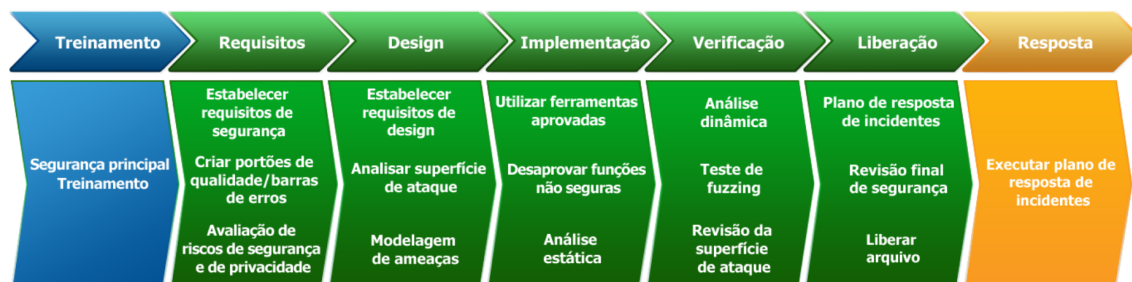 Treinamento
Requisitos
Design
Implementação
Verificação
Liberação
Resposta
Segurança principal
Treinamento
Estabelecer
requisitos de
segurança
Criar portões de
qualidade/barras
de erros
Avaliação de
riscos de segurança
e de privacidade
Estabelecer
requisitos de
design
Analisar superfície
de ataque
Modelagem
de ameaças
Utilizar ferramentas
aprovadas
Desaprovar funções
não seguras
Análise
estática
Análise
dinâmica
Teste de
fuzzing
Revisão da
superfície
de ataque
Plano de resposta
de incidentes
Revisão final
de segurança
Liberar
arquivo
Executar plano de
resposta de
incidentes